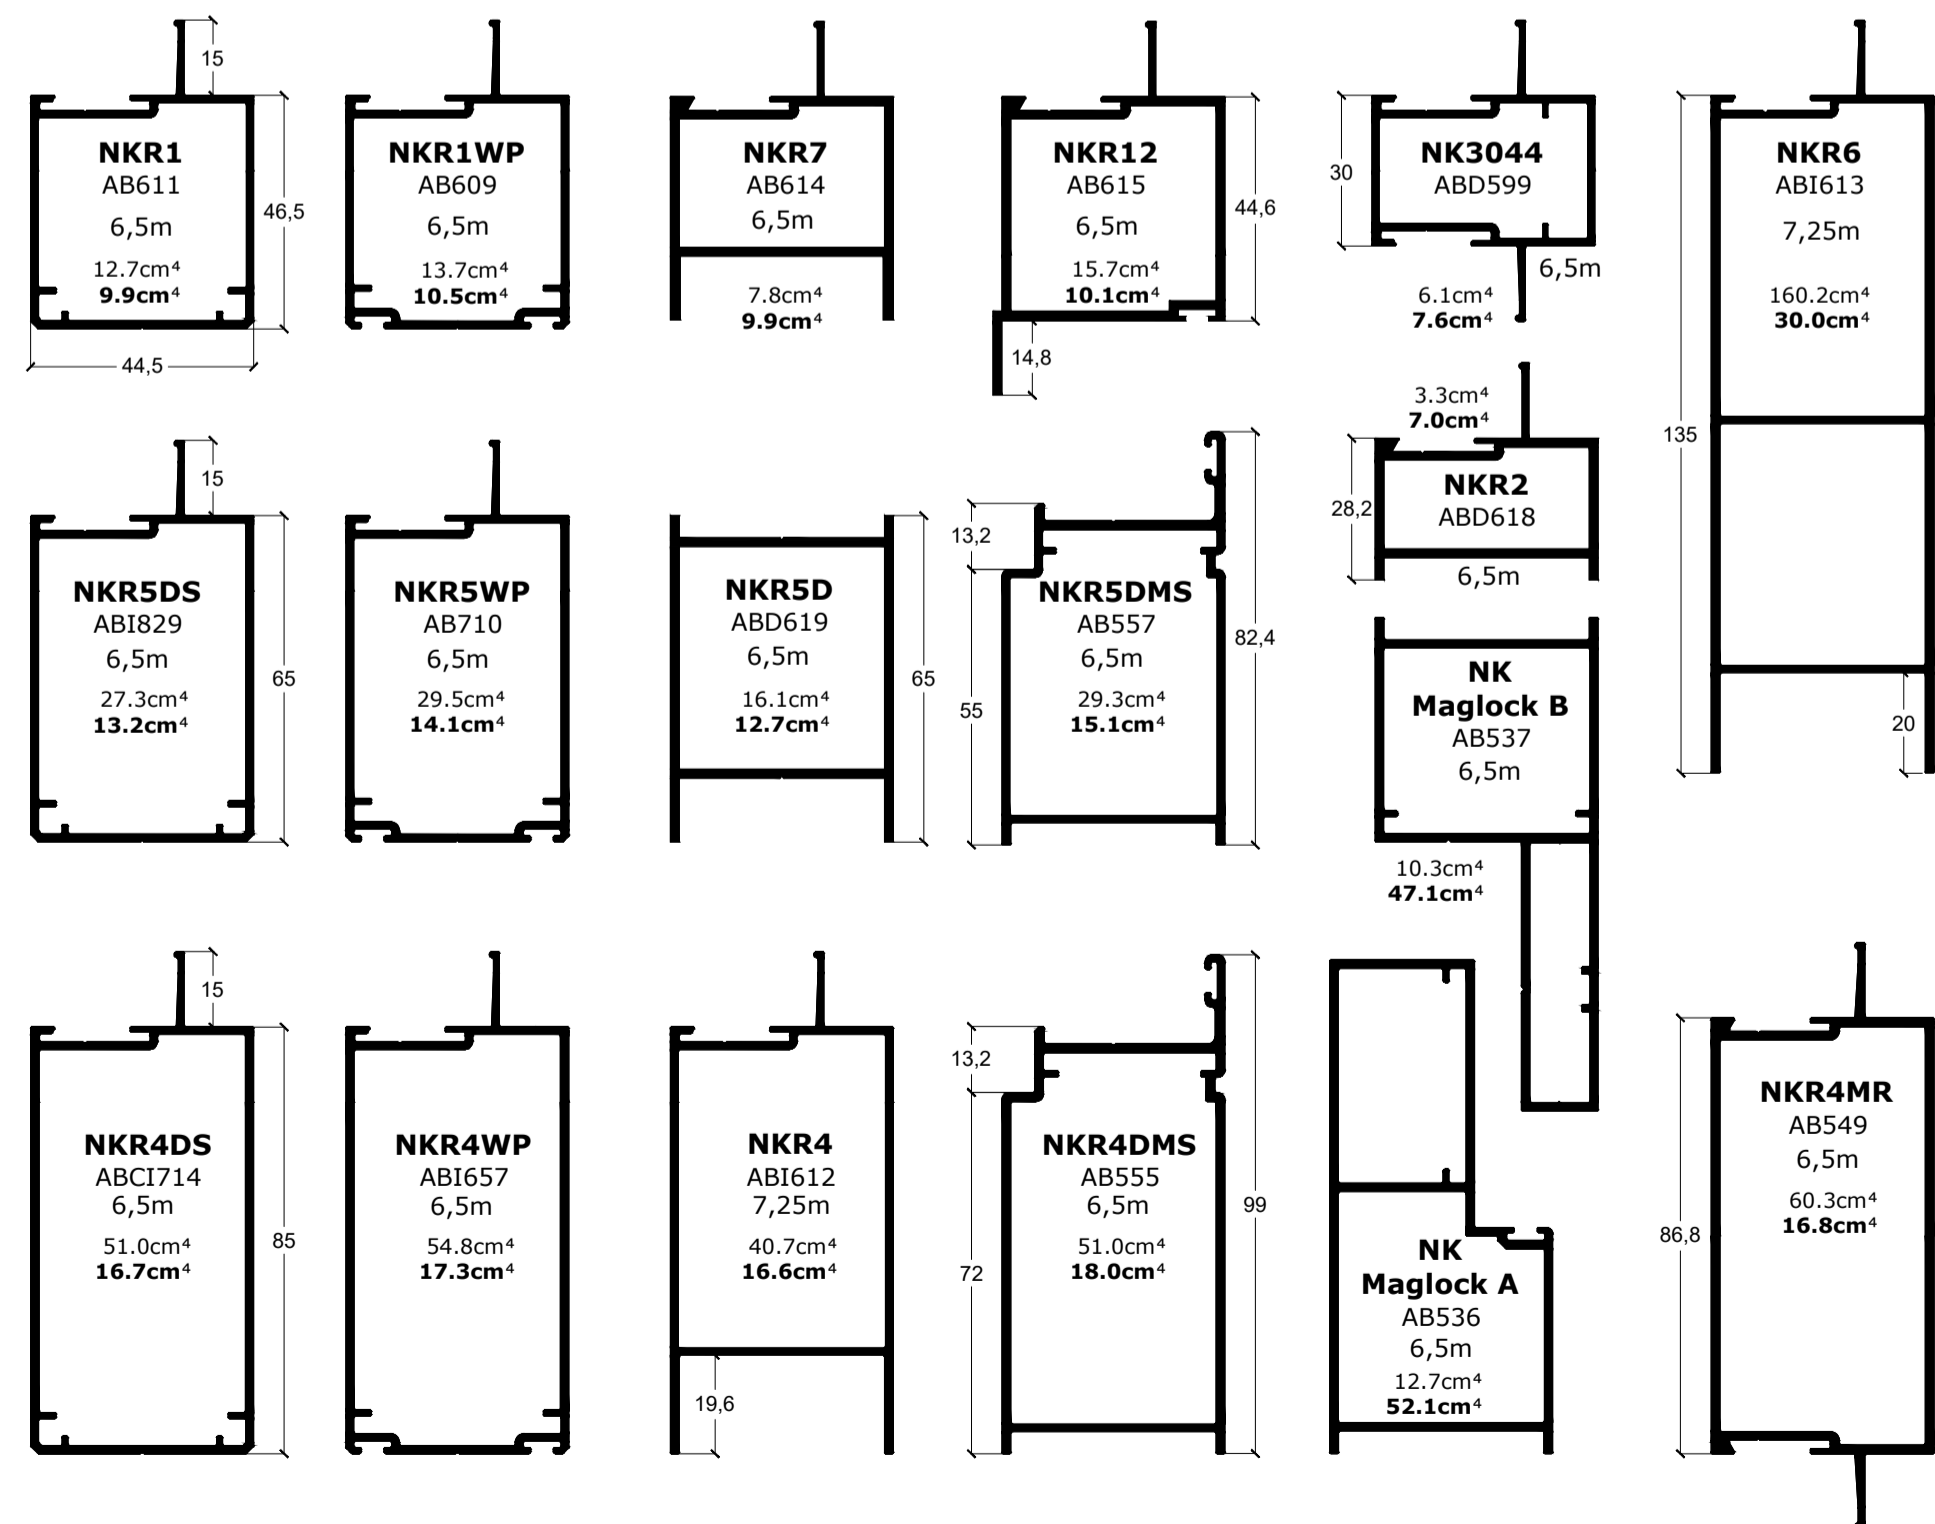 15
NKR1
AB611
6,5m
12.7cm⁴
9.9cm⁴
46,5
44,5
NKR1WP
AB609
6,5m
13.7cm⁴
10.5cm⁴
NKR7
AB614
6,5m
7.8cm⁴
9.9cm⁴
NKR12
AB615
6,5m
15.7cm⁴
10.1cm⁴
44,6
14,8
30
NK3044
ABD599
6,5m
6.1cm⁴
7.6cm⁴
NKR6
ABI613
7,25m
160.2cm⁴
30.0cm⁴
135
20
3.3cm⁴
7.0cm⁴
28,2
NKR2
ABD618
6,5m
15
NKR5DS
ABI829
6,5m
27.3cm⁴
13.2cm⁴
65
NKR5WP
AB710
6,5m
29.5cm⁴
14.1cm⁴
NKR5D
ABD619
6,5m
16.1cm⁴
12.7cm⁴
65
13,2
55
NKR5DMS
AB557
6,5m
29.3cm⁴
15.1cm⁴
82,4
NK
Maglock B
AB537
6,5m
10.3cm⁴
47.1cm⁴
15
NKR4DS
ABCI714
6,5m
51.0cm⁴
16.7cm⁴
85
NKR4WP
ABI657
6,5m
54.8cm⁴
17.3cm⁴
NKR4
ABI612
7,25m
40.7cm⁴
16.6cm⁴
19,6
13,2
72
NKR4DMS
AB555
6,5m
51.0cm⁴
18.0cm⁴
99
NK
Maglock A
AB536
6,5m
12.7cm⁴
52.1cm⁴
86,8
NKR4MR
AB549
6,5m
60.3cm⁴
16.8cm⁴